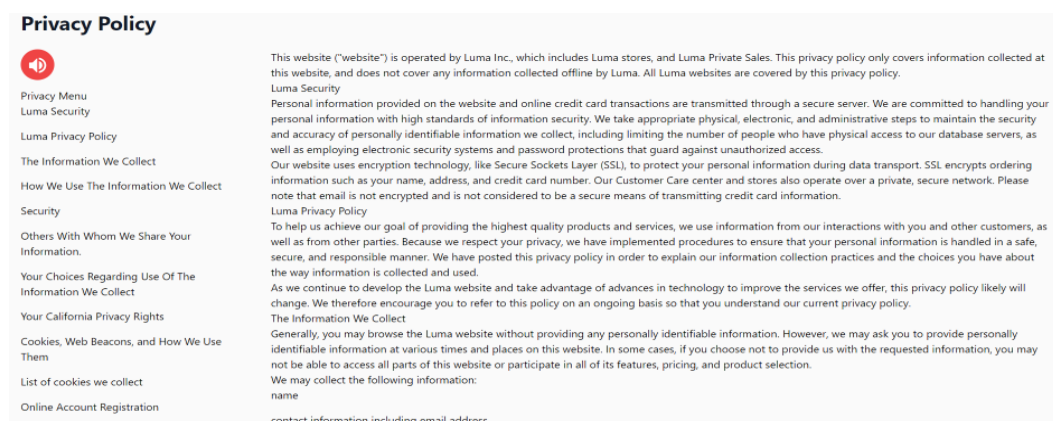 Privacy Policy
Privacy Menu
Luma Security
Luma Privacy Policy
The Information We Collect
How We Use The Information We Collect
Security
Others With Whom We Share Your
Information.
Your Choices Regarding Use Of The
Information We Collect
Your California Privacy Rights
Cookies, Web Beacons, and How We Use
Them
List of cookies we collect
Online Account Registration
This website ("website") is operated by Luma Inc., which includes Luma stores, and Luma Private Sales. This privacy policy only covers information collected at
this website, and does not cover any information collected offline by Luma. All Luma websites are covered by this privacy policy.
Luma Security
Personal information provided on the website and online credit card transactions are transmitted through a secure server. We are committed to handling your
personal information with high standards of information security. We take appropriate physical, electronic, and administrative steps to maintain the security
and accuracy of personally identifiable information we collect, including limiting the number of people who have physical access to our database servers, as
well as employing electronic security systems and password protections that guard against unauthorized access.
Our website uses encryption technology, like Secure Sockets Layer (SSL), to protect your personal information during data transport. SSL encrypts ordering
information such as your name, address, and credit card number. Our Customer Care center and stores also operate over a private, secure network. Please
note that email is not encrypted and is not considered to be a secure means of transmitting credit card information.
Luma Privacy Policy
To help us achieve our goal of providing the highest quality products and services, we use information from our interactions with you and other customers, as
well as from other parties. Because we respect your privacy, we have implemented procedures to ensure that your personal information is handled in a safe,
secure, and responsible manner. We have posted this privacy policy in order to explain our information collection practices and the choices you have about
the way information is collected and used.
As we continue to develop the Luma website and take advantage of advances in technology to improve the services we offer, this privacy policy likely will
change. We therefore encourage you to refer to this policy on an ongoing basis so that you understand our current privacy policy.
The Information We Collect
Generally, you may browse the Luma website without providing any personally identifiable information. However, we may ask you to provide personally
identifiable information at various times and places on this website. In some cases, if you choose not to provide us with the requested information, you may
not be able to access all parts of this website or participate in all of its features, pricing, and product selection.
We may collect the following information:
name
contact information including email address